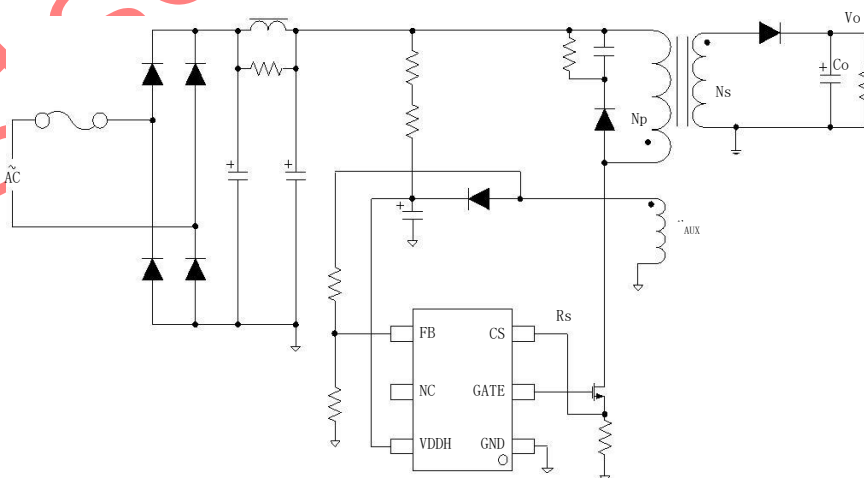 Vo
+
Co
Ns
Np
~
AC
+
+
+
AUX
Rs
FB
CS
NC
GATE
VDDH
GND